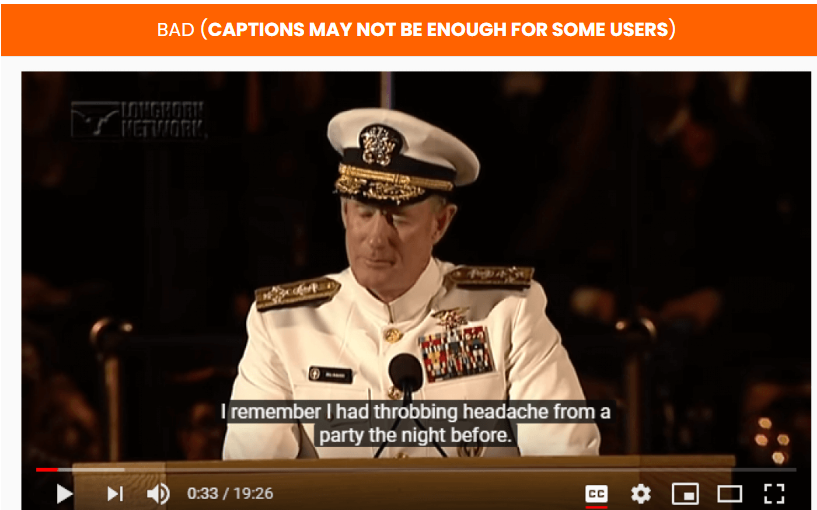 BAD (CAPTIONS MAY NOT BE ENOUGH FOR SOME USERS)
LONGHORN
NETWORK
I remember I had throbbing headache from a
party the night before.
0:33 / 19:26
CC